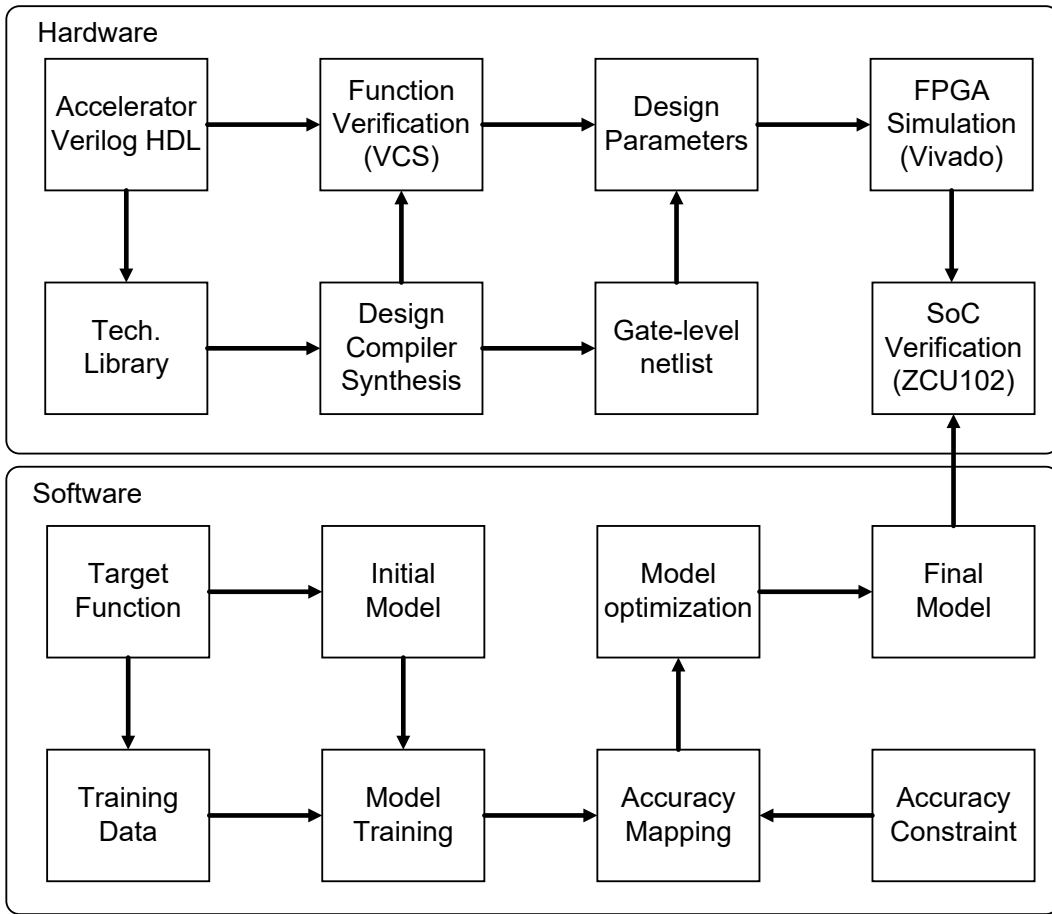 Hardware
Accelerator
Verilog HDL
Function
Verification
(VCS)
Design
Parameters
FPGA
Simulation
(Vivado)
Tech.
Library
Design
Compiler
Synthesis
Gate-level
netlist
SoC
Verification
(ZCU102)
Software
Target
Function
Initial
Model
Model
optimization
Final
Model
Training
Data
Model
Training
Accuracy
Mapping
Accuracy
Constraint